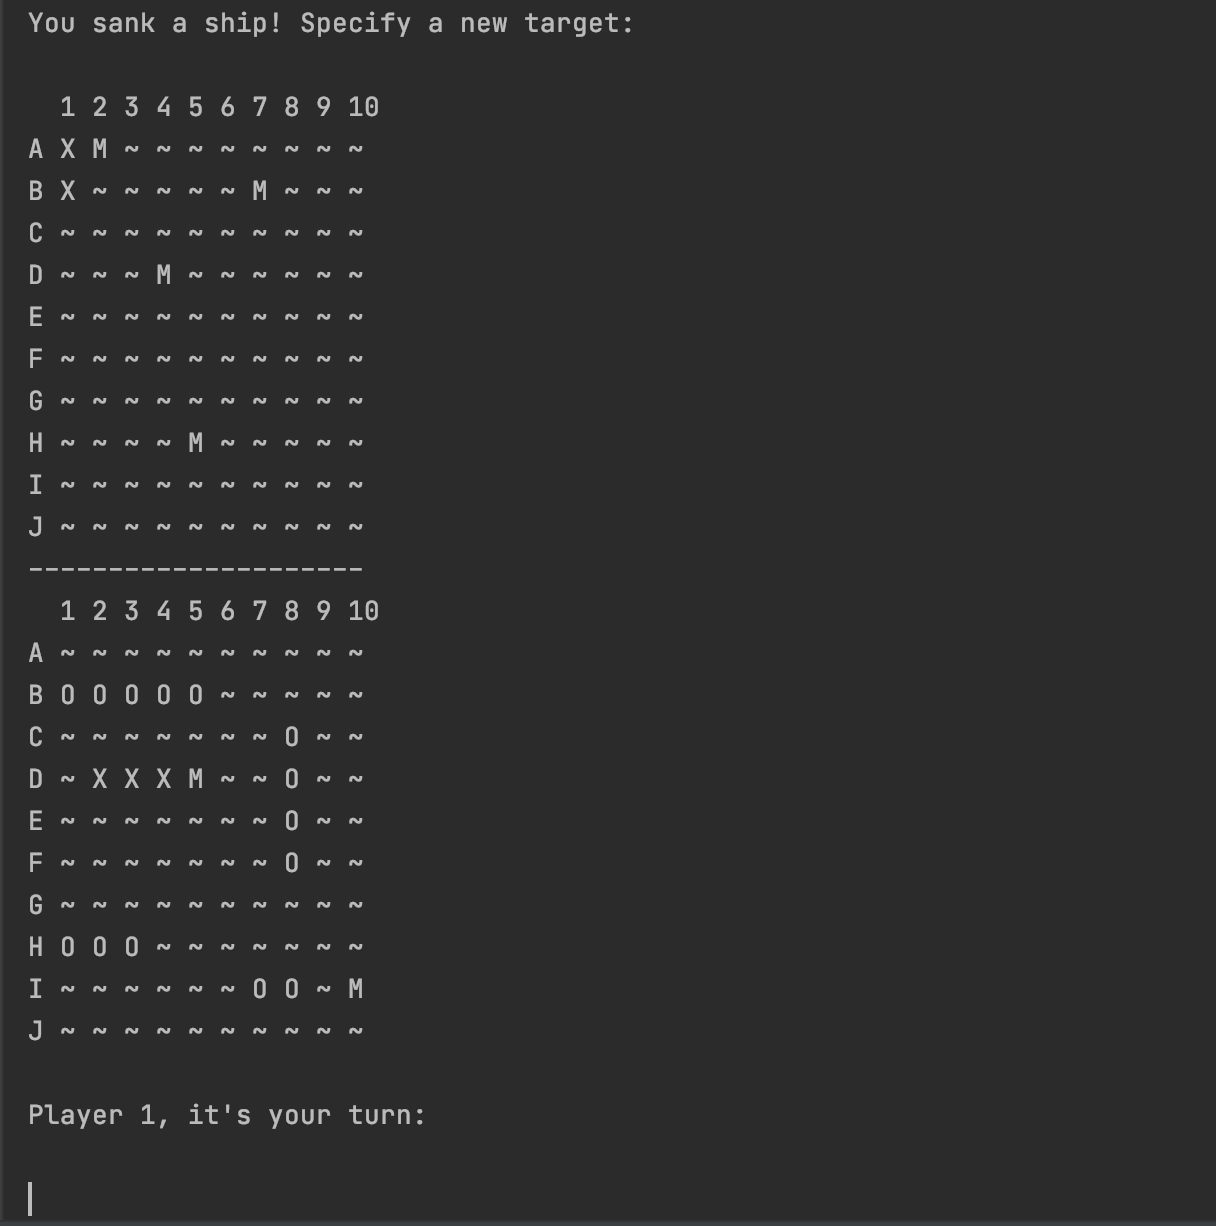 You sank a ship! Specify a new target:
  1 2 3 4 5 6 7 8 9 10
A X M ~ ~ ~ ~ ~ ~ ~ ~
B X ~ ~ ~ ~ ~ M ~ ~ ~
C ~ ~ ~ ~ ~ ~ ~ ~ ~ ~
D ~ ~ ~ M ~ ~ ~ ~ ~ ~
E ~ ~ ~ ~ ~ ~ ~ ~ ~ ~
F ~ ~ ~ ~ ~ ~ ~ ~ ~ ~
G ~ ~ ~ ~ ~ ~ ~ ~ ~ ~
H ~ ~ ~ ~ M ~ ~ ~ ~ ~
I ~ ~ ~ ~ ~ ~ ~ ~ ~ ~
J ~ ~ ~ ~ ~ ~ ~ ~ ~ ~
---------------------
  1 2 3 4 5 6 7 8 9 10
A ~ ~ ~ ~ ~ ~ ~ ~ ~ ~
B O O O O O ~ ~ ~ ~ ~
C ~ ~ ~ ~ ~ ~ ~ O ~ ~
D ~ X X X M ~ ~ O ~ ~
E ~ ~ ~ ~ ~ ~ ~ O ~ ~
F ~ ~ ~ ~ ~ ~ ~ O ~ ~
G ~ ~ ~ ~ ~ ~ ~ ~ ~ ~
H O O O ~ ~ ~ ~ ~ ~ ~
I ~ ~ ~ ~ ~ ~ O O ~ M
J ~ ~ ~ ~ ~ ~ ~ ~ ~ ~
Player 1, it's your turn: